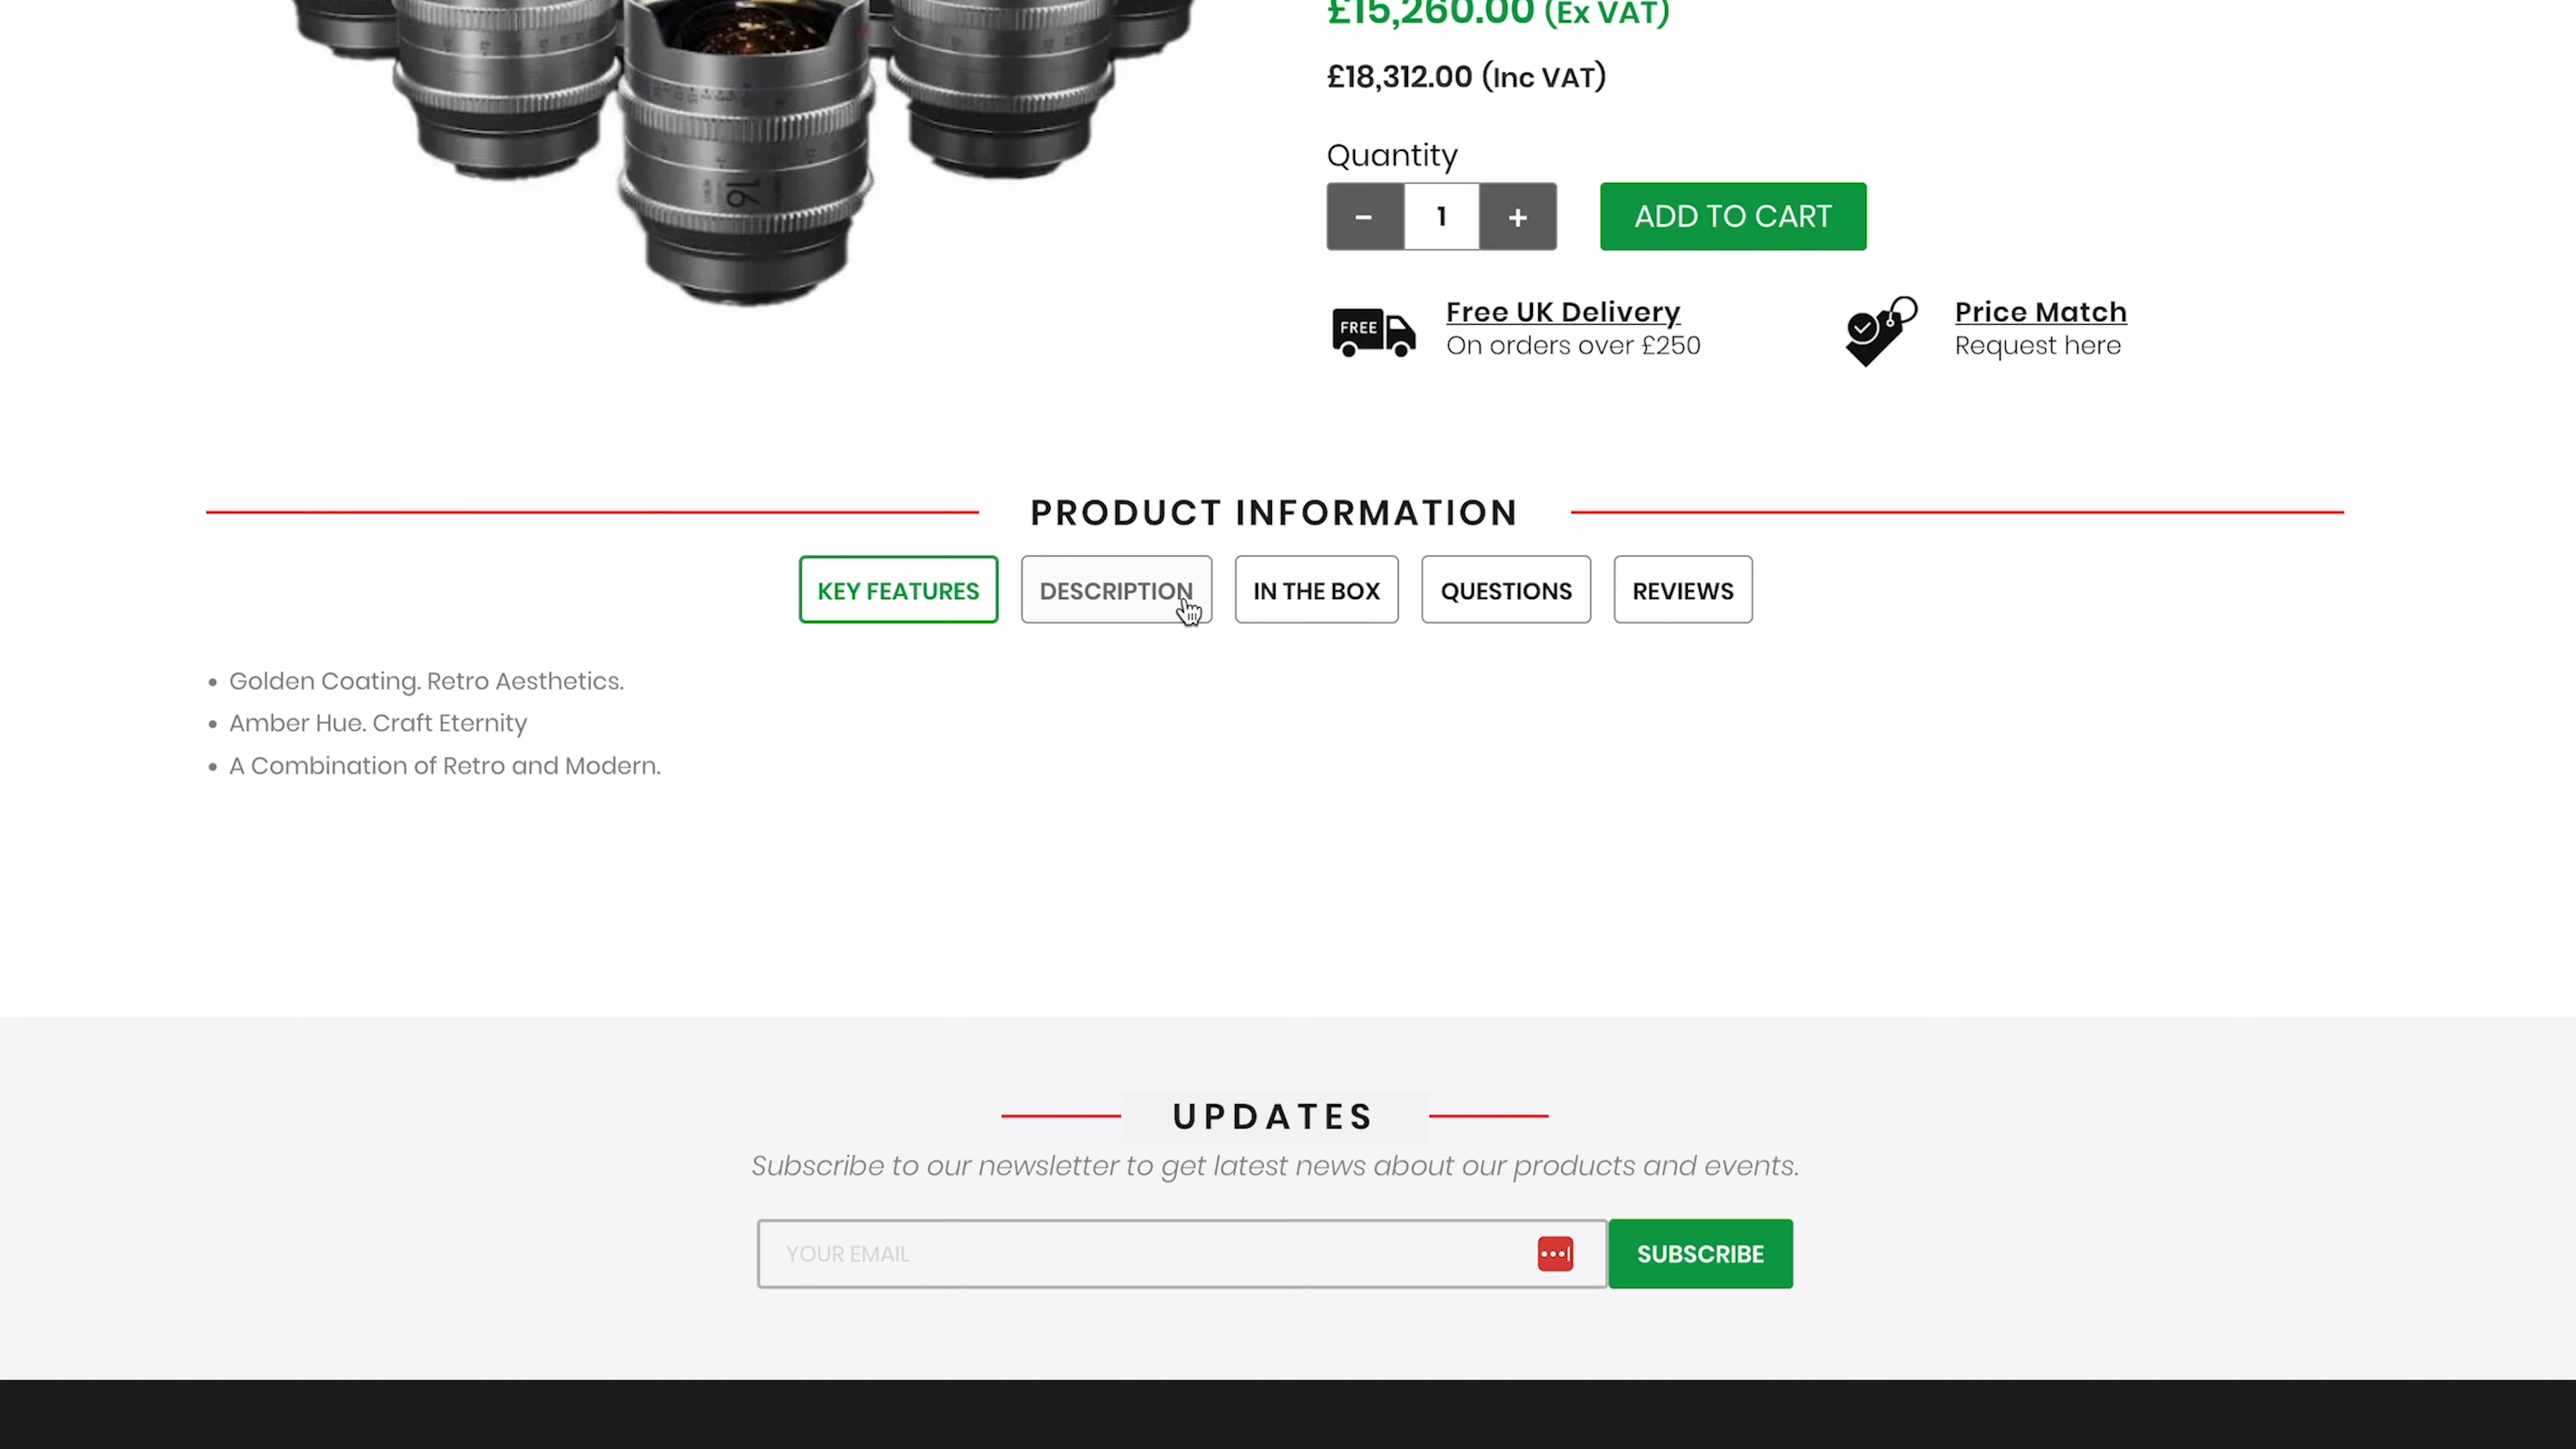 £15,260.00 (Ex VAT)
£18,312.00 (Inc VAT)
Quantity
- 1 +
ADD TO CART
FREE
Free UK Delivery
On orders over £250
Price Match
Request here
PRODUCT INFORMATION
KEY FEATURES
DESCRIPTION
IN THE BOX
QUESTIONS
REVIEWS
• Golden Coating. Retro Aesthetics.
• Amber Hue. Craft Eternity
• A Combination of Retro and Modern.
UPDATES
Subscribe to our newsletter to get latest news about our products and events.
YOUR EMAIL
SUBSCRIBE
16